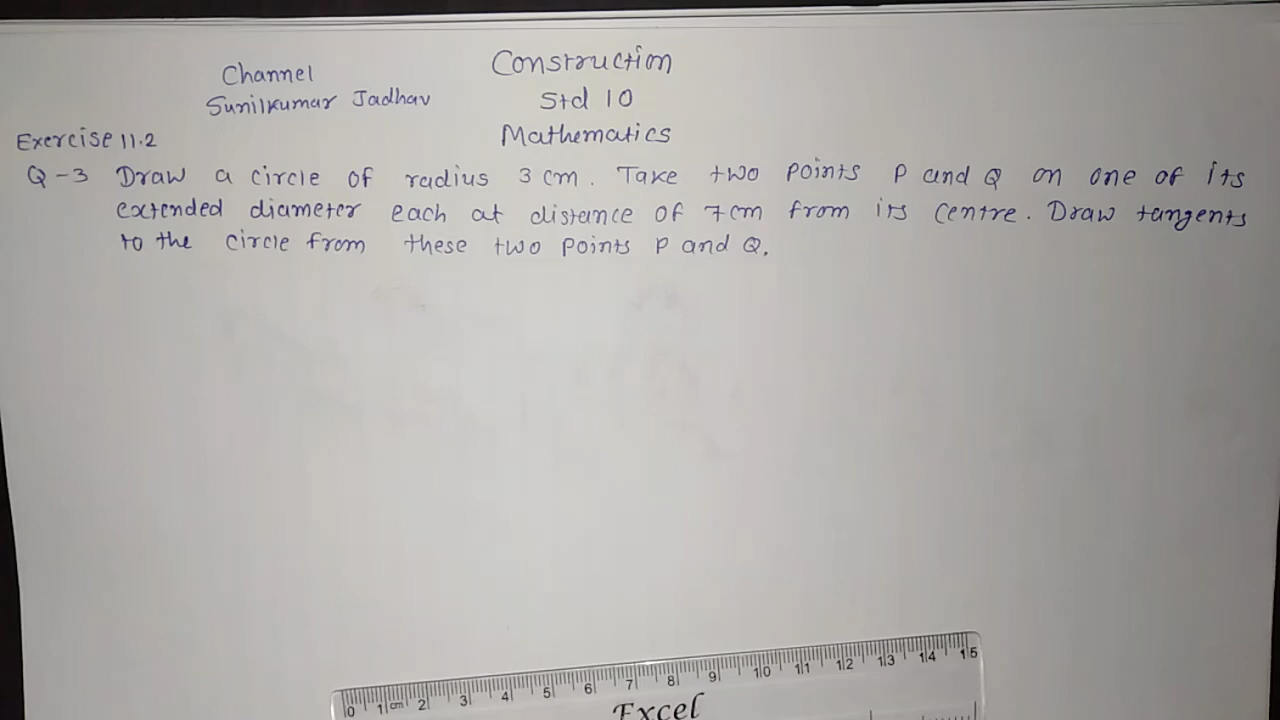 Channel
Sunilkumar Jadhav
Construction
Std 10
Mathematics
Exercise 11.2
Q-3 Draw a circle of radius 3 cm. Take two points P and Q on one of its
extended diameter each at distance of 7cm from its centre. Draw tangents
to the circle from these two points P and Q.
0 1 cm 2 3 4 5 6 7 8 9 10 11 12 13 14 15
Excel